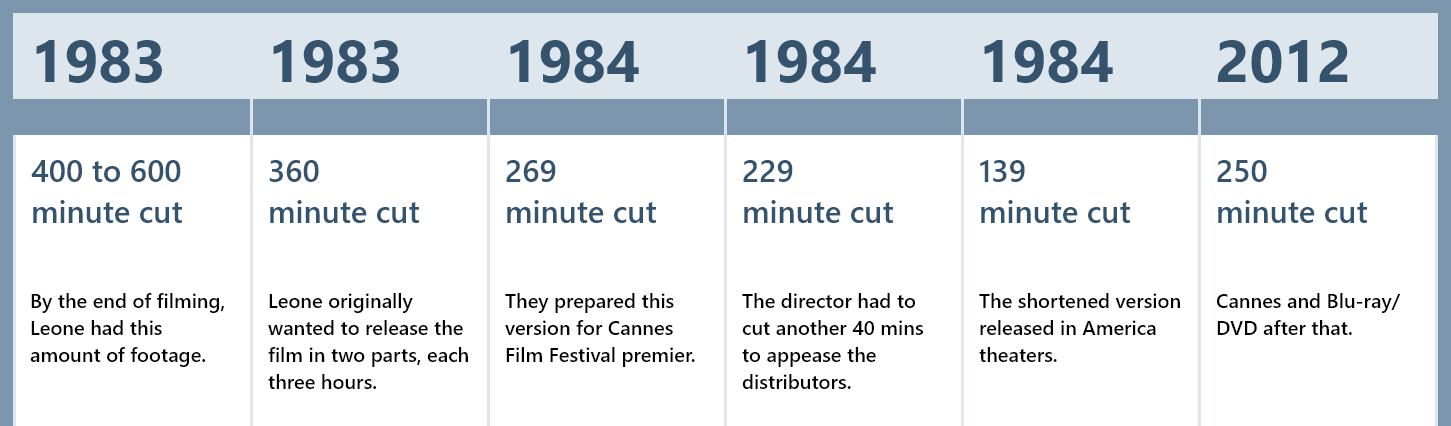 1983
1983
1984
1984
1984
2012
400 to 600
minute cut
By the end of filming,
Leone had this
amount of footage.
360
minute cut
Leone originally
wanted to release the
film in two parts, each
three hours.
269
minute cut
They prepared this
version for Cannes
Film Festival premier.
229
minute cut
The director had to
cut another 40 mins
to appease the
distributors.
139
minute cut
The shortened version
released in America
theaters.
250
minute cut
Cannes and Blu-ray/
DVD after that.